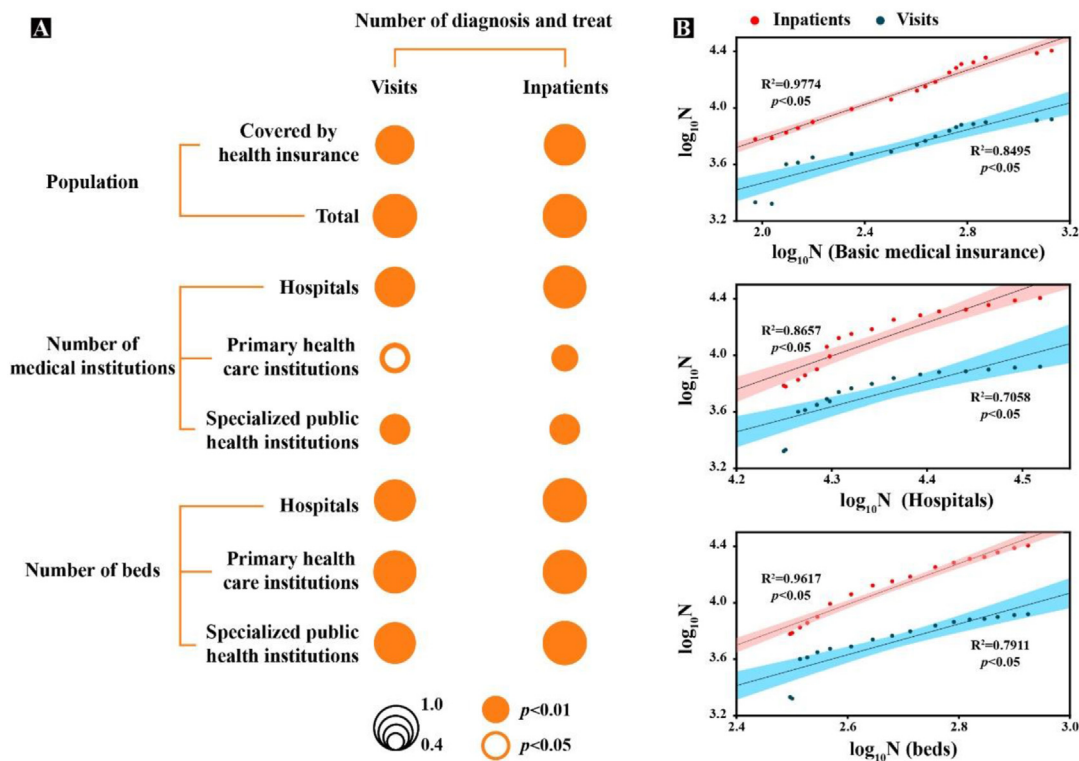 A
Number of diagnosis and treat
Visits
Inpatients
Covered by
health insurance
Population
Total
Hospitals
Number of
medical institutions
Primary health
care institutions
Specialized public
health institutions
Hospitals
Number of beds
Primary health
care institutions
Specialized public
health institutions
1.0
0.4
p<0.01
p<0.05
B
Inpatients
Visits
log₁₀N
4.4
4.0
3.6
3.2
R²=0.9774
p<0.05
R²=0.8495
p<0.05
2.0 2.4 2.8 3.2
log₁₀N (Basic medical insurance)
log₁₀N
4.4
4.0
3.6
3.2
R²=0.8657
p<0.05
R²=0.7058
p<0.05
4.2 4.3 4.4 4.5
log₁₀N (Hospitals)
log₁₀N
4.4
4.0
3.6
3.2
R²=0.9617
p<0.05
R²=0.7911
p<0.05
2.4 2.6 2.8 3.0
log₁₀N (beds)